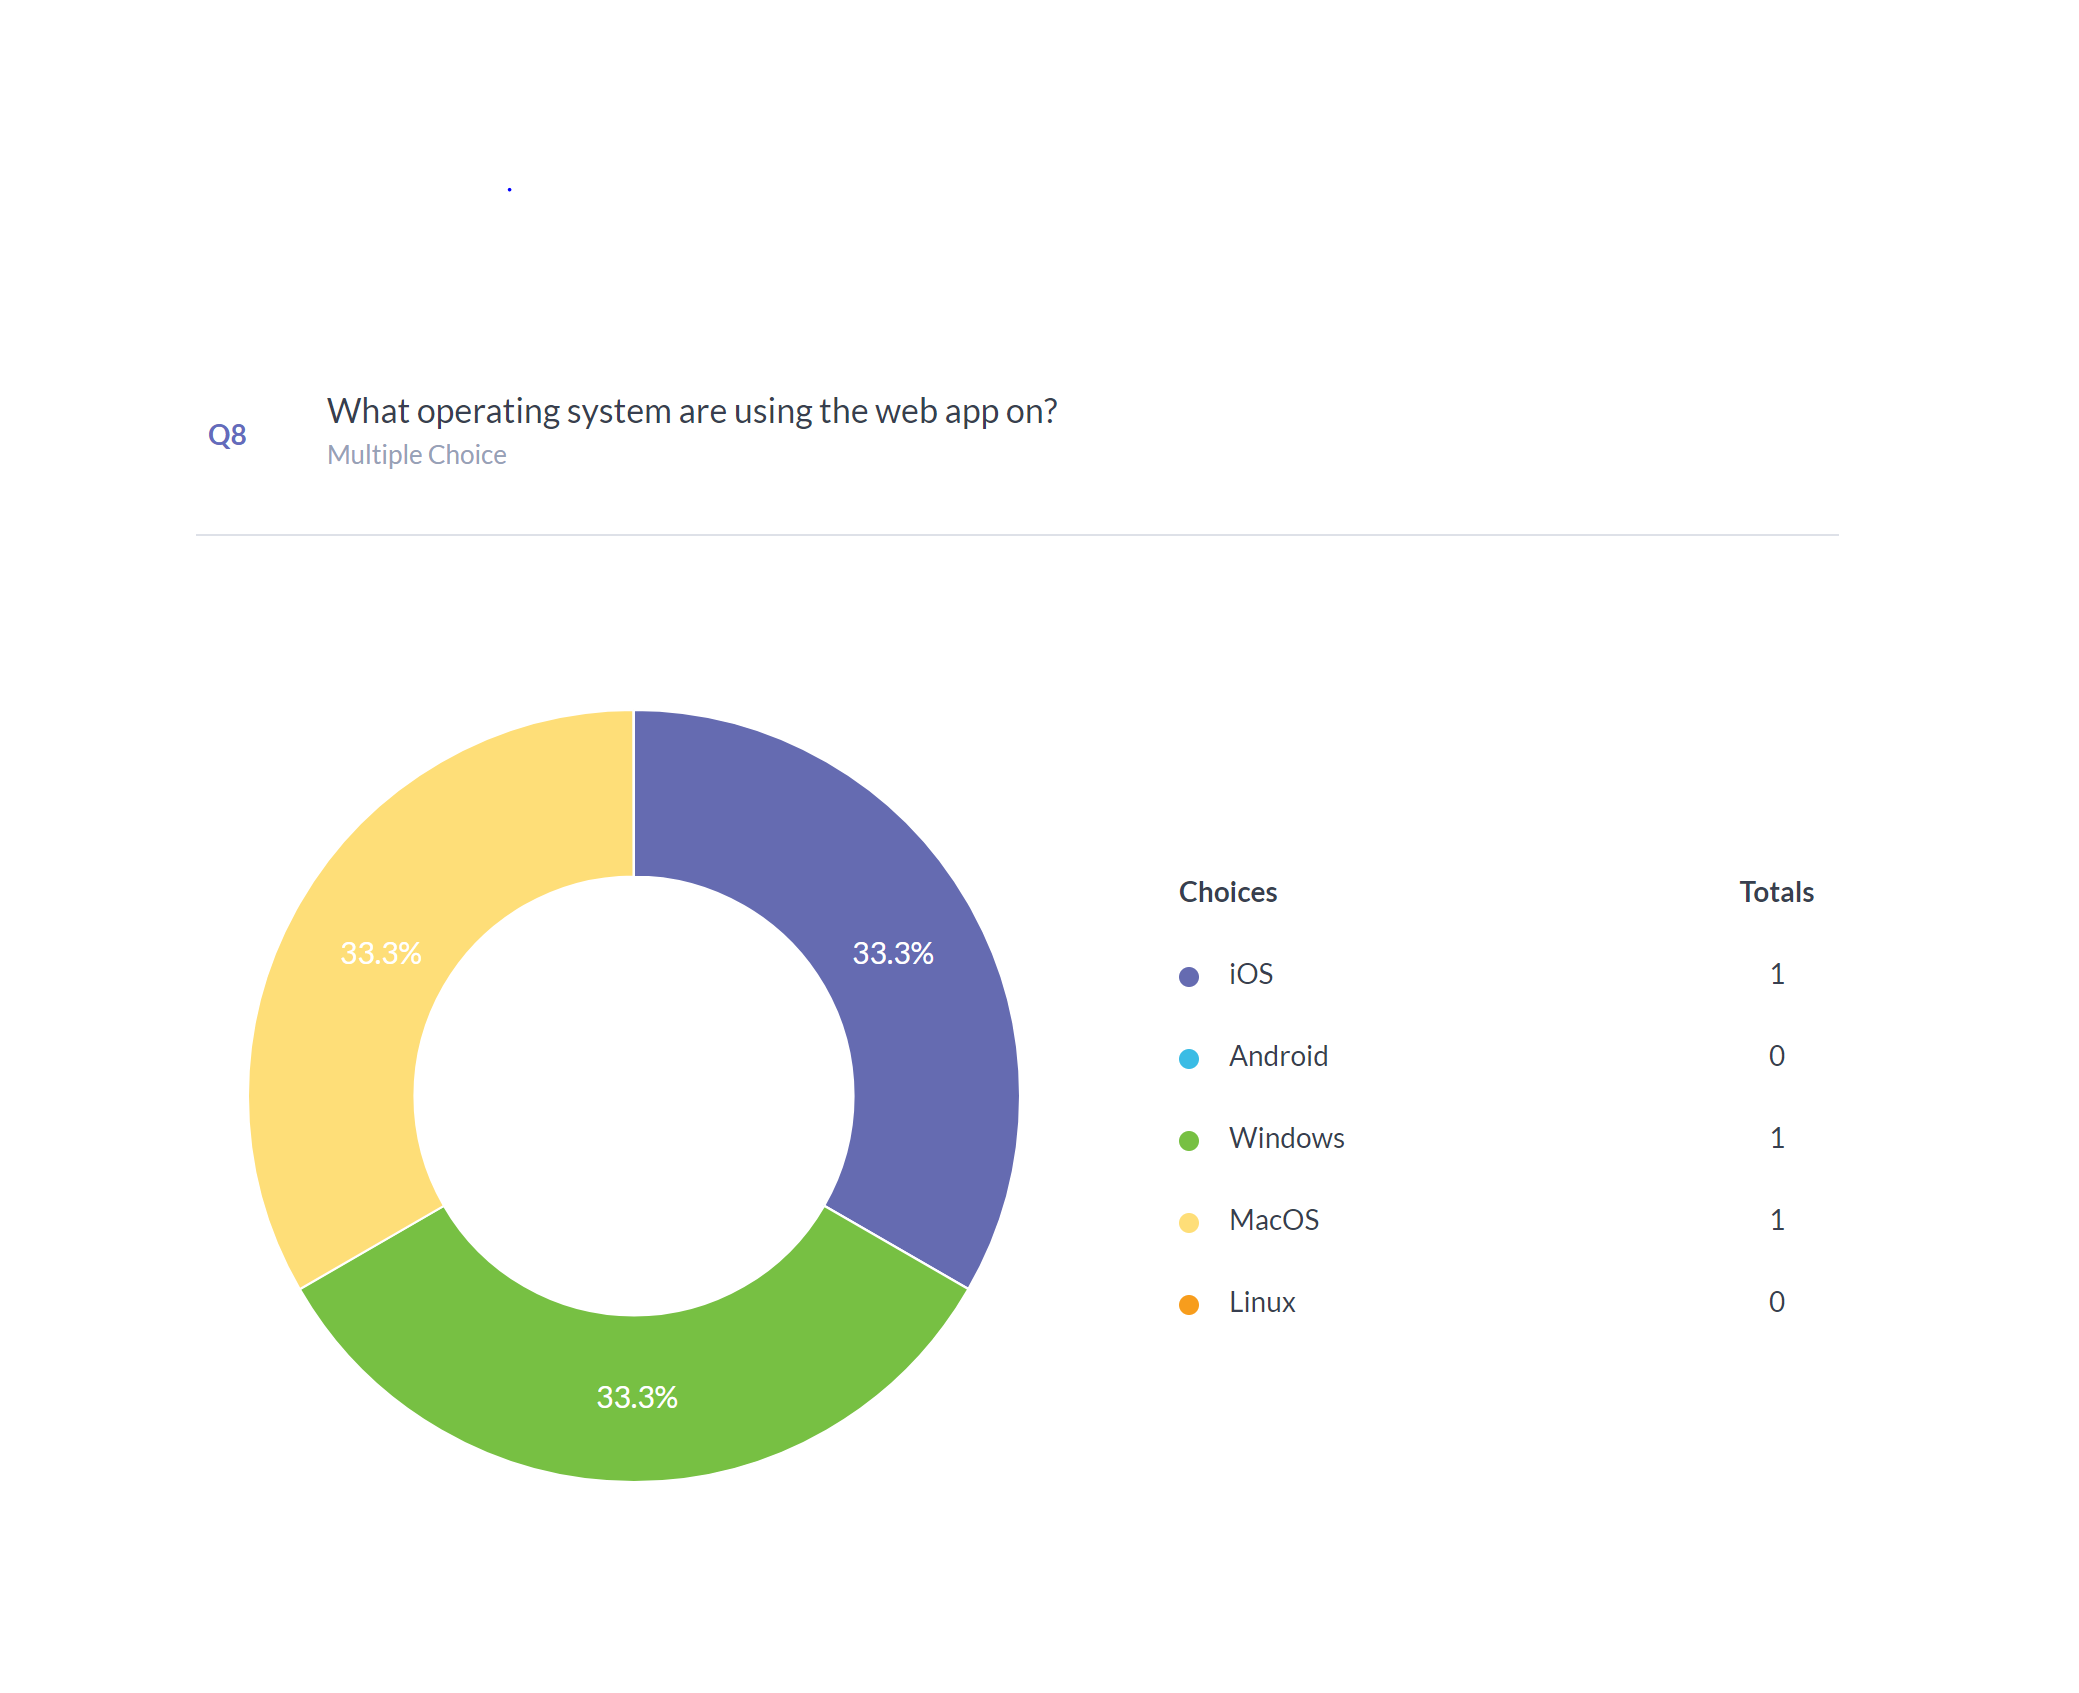 Q8
What operating system are using the web app on?
Multiple Choice
33.3%
33.3%
33.3%
Choices Totals
iOS 1
Android 0
Windows 1
MacOS 1
Linux 0